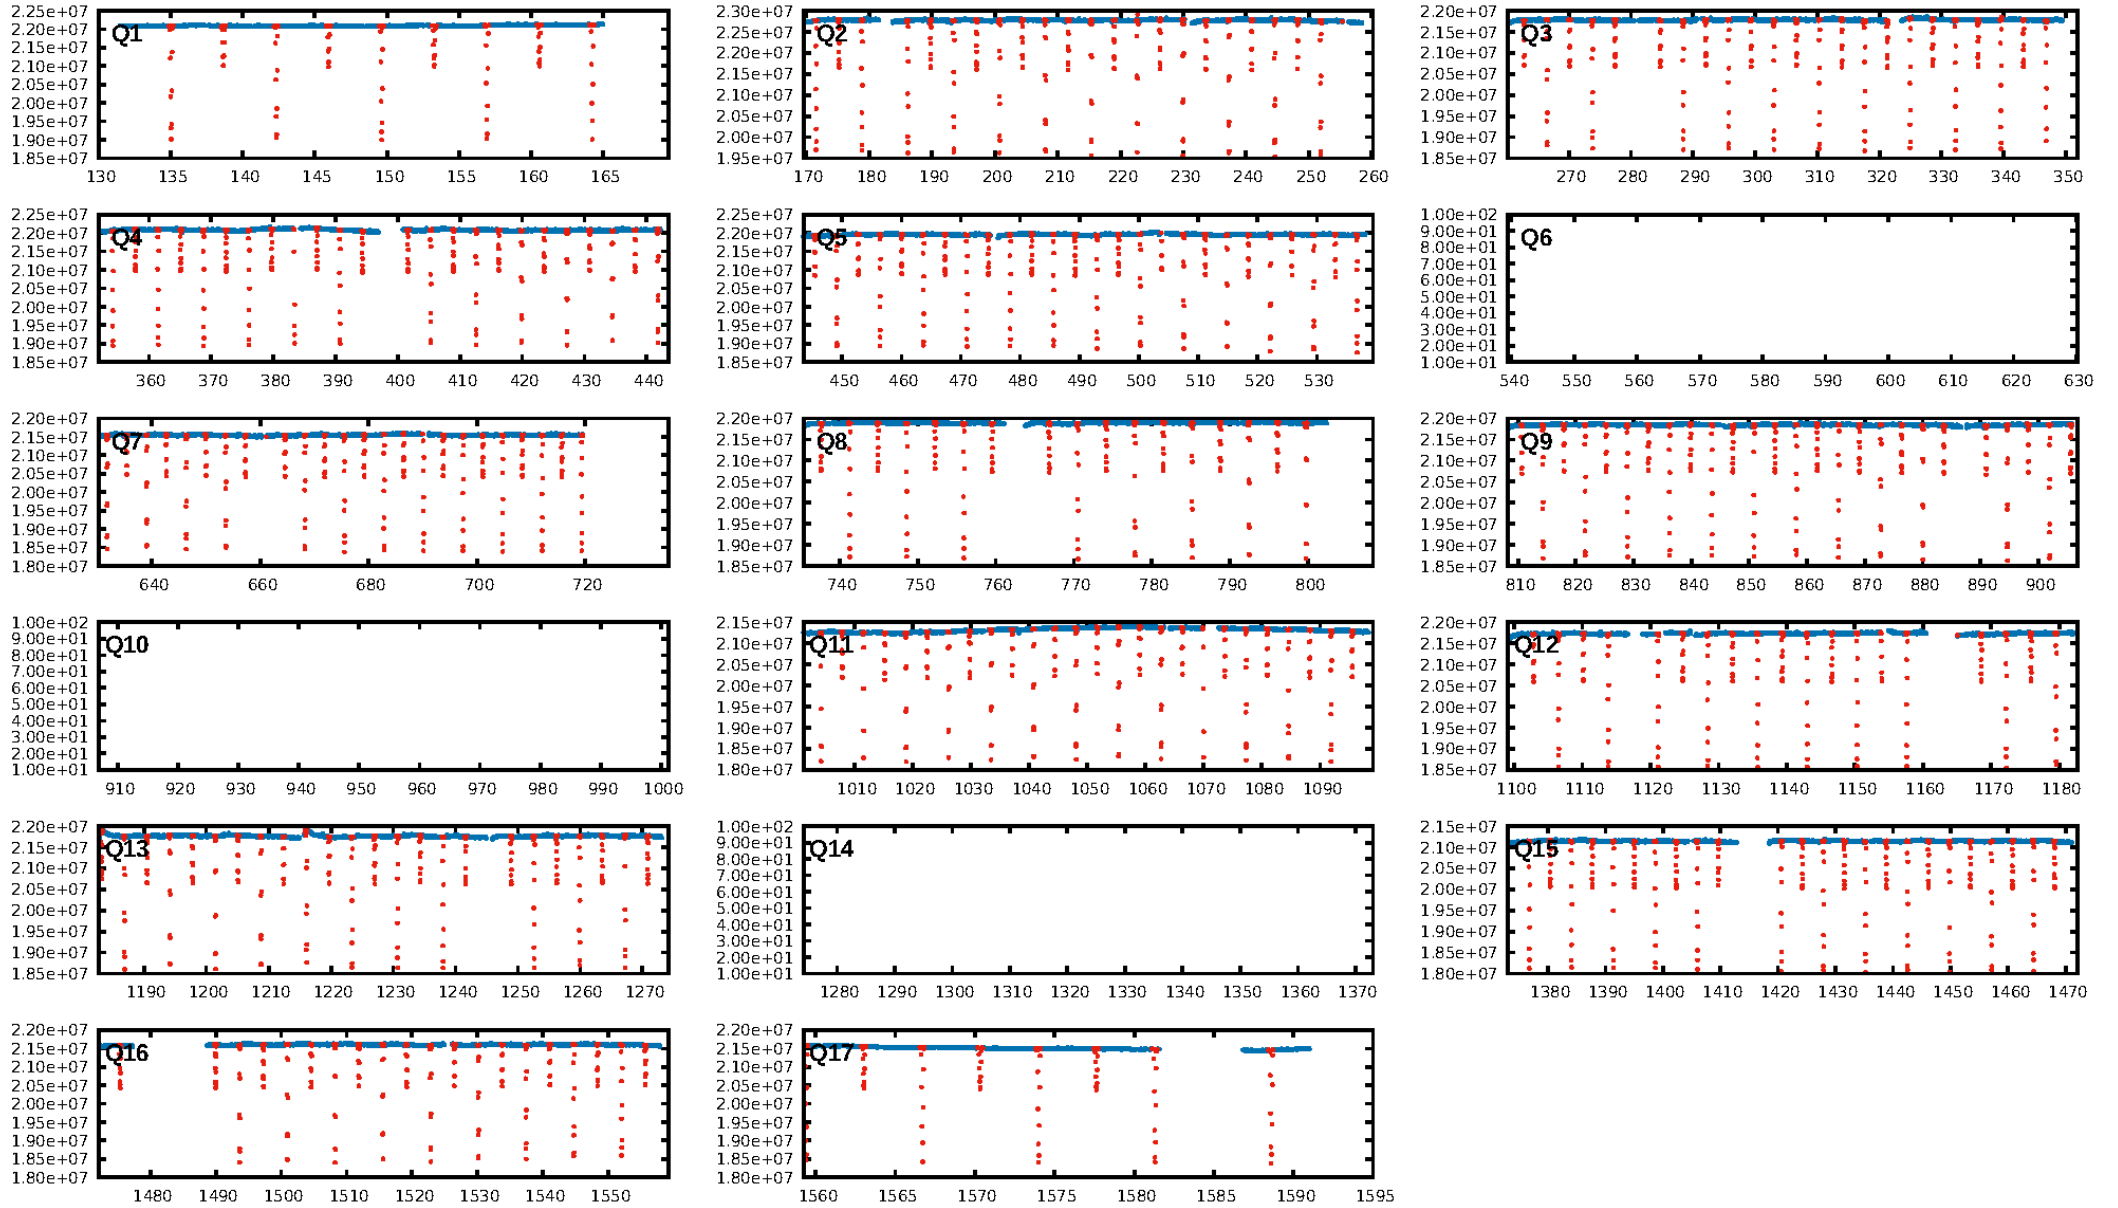 Q1
2.25e+07
2.20e+07
2.15e+07
2.10e+07
2.05e+07
2.00e+07
1.95e+07
1.90e+07
1.85e+07
130 135 140 145 150 155 160 165
Q2
2.30e+07
2.25e+07
2.20e+07
2.15e+07
2.10e+07
2.05e+07
2.00e+07
1.95e+07
170 180 190 200 210 220 230 240 250 260
Q3
2.20e+07
2.15e+07
2.10e+07
2.05e+07
2.00e+07
1.95e+07
1.90e+07
1.85e+07
270 280 290 300 310 320 330 340 350
Q4
2.25e+07
2.20e+07
2.15e+07
2.10e+07
2.05e+07
2.00e+07
1.95e+07
1.90e+07
1.85e+07
360 370 380 390 400 410 420 430 440
Q5
2.25e+07
2.20e+07
2.15e+07
2.10e+07
2.05e+07
2.00e+07
1.95e+07
1.90e+07
1.85e+07
450 460 470 480 490 500 510 520 530
Q6
1.00e+02
9.00e+01
8.00e+01
7.00e+01
6.00e+01
5.00e+01
4.00e+01
3.00e+01
2.00e+01
1.00e+01
540 550 560 570 580 590 600 610 620 630
Q7
2.20e+07
2.15e+07
2.10e+07
2.05e+07
2.00e+07
1.95e+07
1.90e+07
1.85e+07
1.80e+07
640 660 680 700 720
Q8
2.20e+07
2.15e+07
2.10e+07
2.05e+07
2.00e+07
1.95e+07
1.90e+07
1.85e+07
740 750 760 770 780 790 800
Q9
2.20e+07
2.15e+07
2.10e+07
2.05e+07
2.00e+07
1.95e+07
1.90e+07
1.85e+07
810 820 830 840 850 860 870 880 890 900
Q10
1.00e+02
9.00e+01
8.00e+01
7.00e+01
6.00e+01
5.00e+01
4.00e+01
3.00e+01
2.00e+01
1.00e+01
910 920 930 940 950 960 970 980 990 1000
Q11
2.15e+07
2.10e+07
2.05e+07
2.00e+07
1.95e+07
1.90e+07
1.85e+07
1.80e+07
1010 1020 1030 1040 1050 1060 1070 1080 1090
Q12
2.20e+07
2.15e+07
2.10e+07
2.05e+07
2.00e+07
1.95e+07
1.90e+07
1.85e+07
1100 1110 1120 1130 1140 1150 1160 1170 1180
Q13
2.20e+07
2.15e+07
2.10e+07
2.05e+07
2.00e+07
1.95e+07
1.90e+07
1.85e+07
1190 1200 1210 1220 1230 1240 1250 1260 1270
Q14
1.00e+02
9.00e+01
8.00e+01
7.00e+01
6.00e+01
5.00e+01
4.00e+01
3.00e+01
2.00e+01
1.00e+01
1280 1290 1300 1310 1320 1330 1340 1350 1360 1370
Q15
2.15e+07
2.10e+07
2.05e+07
2.00e+07
1.95e+07
1.90e+07
1.85e+07
1.80e+07
1380 1390 1400 1410 1420 1430 1440 1450 1460 1470
Q16
2.20e+07
2.15e+07
2.10e+07
2.05e+07
2.00e+07
1.95e+07
1.90e+07
1.85e+07
1.80e+07
1480 1490 1500 1510 1520 1530 1540 1550
Q17
2.20e+07
2.15e+07
2.10e+07
2.05e+07
2.00e+07
1.95e+07
1.90e+07
1.85e+07
1.80e+07
1560 1565 1570 1575 1580 1585 1590 1595